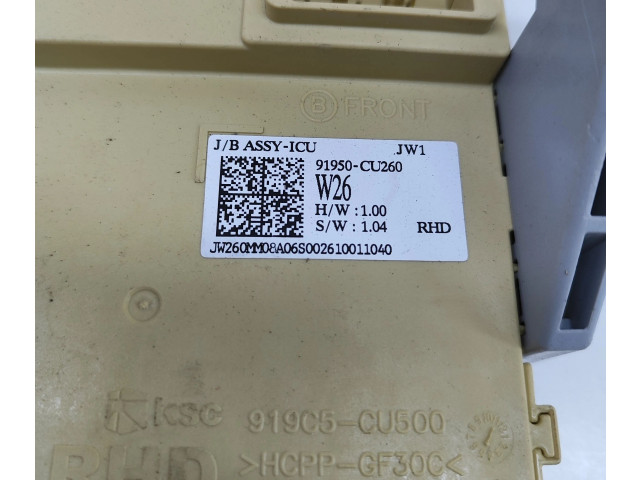 B FRONT
J/B ASSY-ICU JW1
91950-CU260
W26
H/W : 1.00
S/W : 1.04 RHD
JW260MM08A06S002610011040
ksc 919C5-CU500
RHD >HCPP-GF30C<